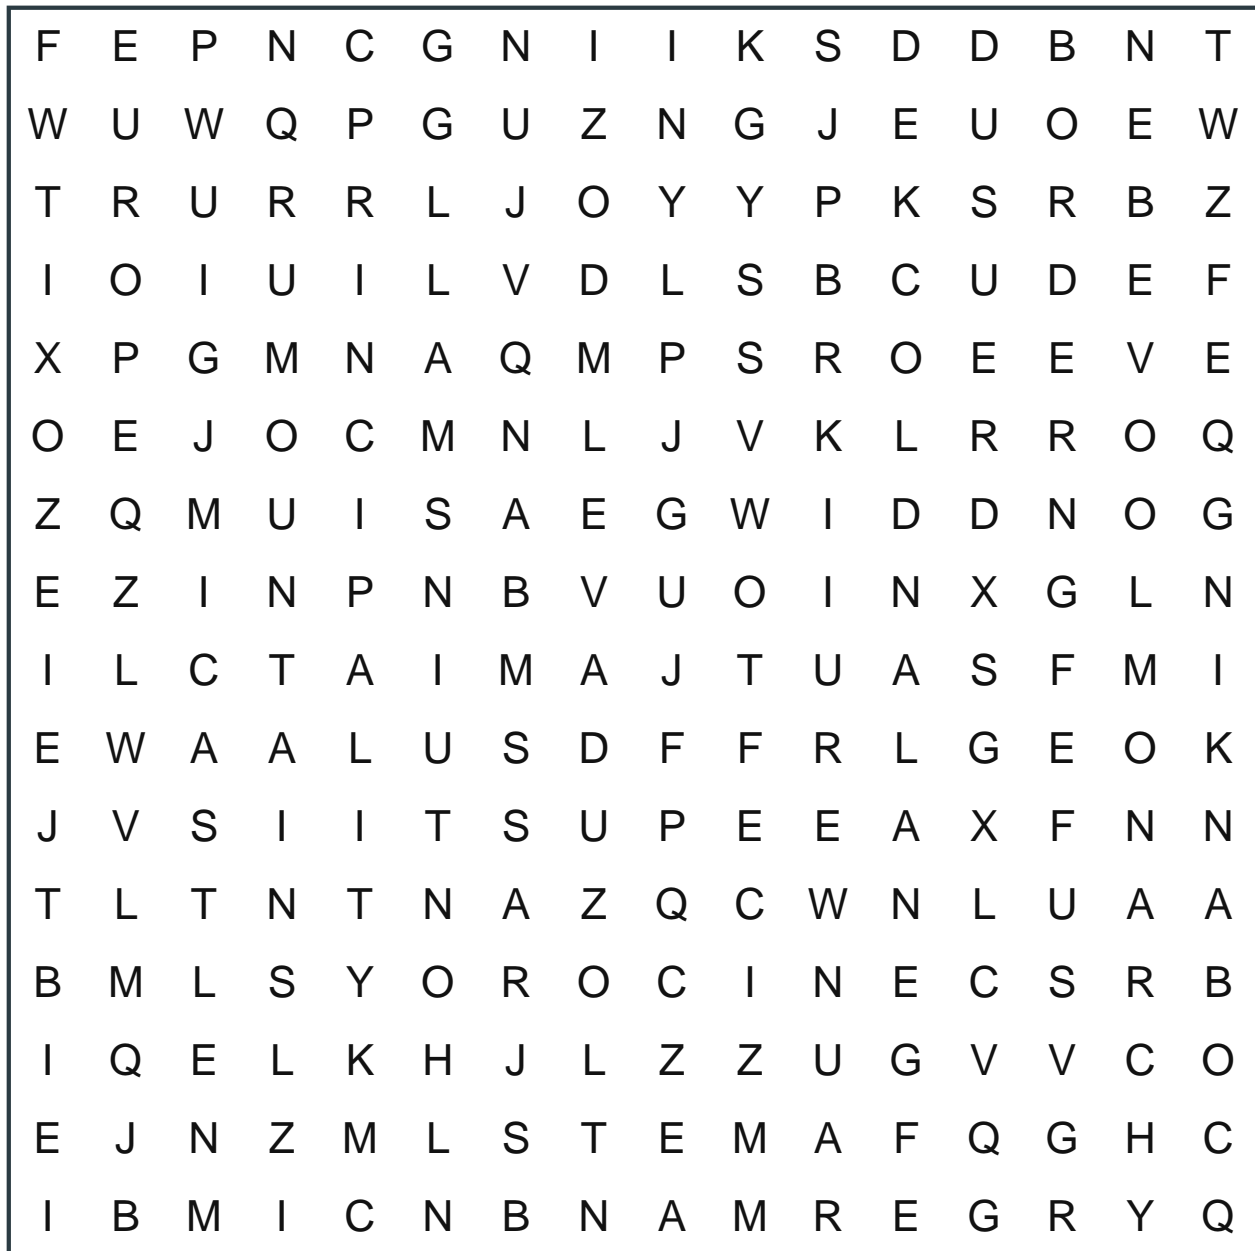 F E P N C G N I I K S D D B N T
W U W Q P G U Z N G J E U O E W
T R U R R L J O Y Y P K S R B Z
I O I U I L V D L S B C U D E F
X P G M N A Q M P S R O E E V E
O E J O C M N L J V K L R R O Q
Z Q M U I S A E G W I D D N O G
E Z I N P N B V U O I N X G L N
I L C T A I M A J T U A S F M I
E W A A L U S D F F R L G E O K
J V S I I T S U P E E A X F N N
T L T N T N A Z Q C W N L U A A
B M L S Y O R O C I N E C S R B
I Q E L K H J L Z Z U G V V C O
E J N Z M L S T E M A F Q G H C
I B M I C N B N A M R E G R Y Q